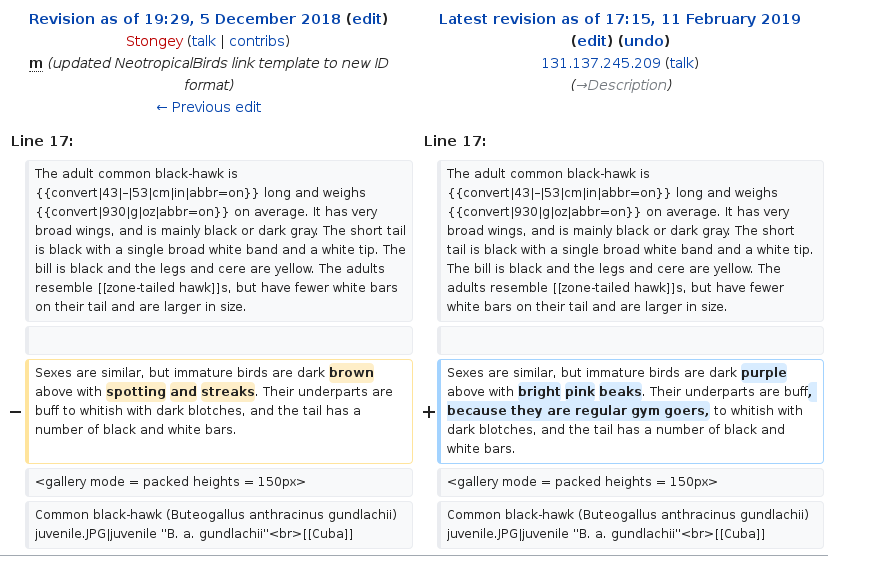 Revision as of 19:29, 5 December 2018 (edit)
Stongey (talk | contribs)
m (updated NeotropicalBirds link template to new ID
format)
← Previous edit
Latest revision as of 17:15, 11 February 2019
(edit) (undo)
131.137.245.209 (talk)
(→Description)
Line 17:
Line 17:
The adult common black-hawk is
{{convert|43|–|53|cm|in|abbr=on}} long and weighs
{{convert|930|g|oz|abbr=on}} on average. It has very
broad wings, and is mainly black or dark gray. The short tail
is black with a single broad white band and a white tip. The
bill is black and the legs and cere are yellow. The adults
resemble [[zone-tailed hawk]]s, but have fewer white bars
on their tail and are larger in size.
The adult common black-hawk is
{{convert|43|–|53|cm|in|abbr=on}} long and weighs
{{convert|930|g|oz|abbr=on}} on average. It has very
broad wings, and is mainly black or dark gray. The short
tail is black with a single broad white band and a white tip.
The bill is black and the legs and cere are yellow. The
adults resemble [[zone-tailed hawk]]s, but have fewer
white bars on their tail and are larger in size.
− Sexes are similar, but immature birds are dark brown
above with spotting and streaks. Their underparts are
buff to whitish with dark blotches, and the tail has a
number of black and white bars.
+ Sexes are similar, but immature birds are dark purple
above with bright pink beaks. Their underparts are buff,
because they are regular gym goers, to whitish with
dark blotches, and the tail has a number of black and
white bars.
<gallery mode = packed heights = 150px>
<gallery mode = packed heights = 150px>
Common black-hawk (Buteogallus anthracinus gundlachii)
juvenile.JPG|juvenile ''B. a. gundlachii''<br>[[Cuba]]
Common black-hawk (Buteogallus anthracinus gundlachii)
juvenile.JPG|juvenile ''B. a. gundlachii''<br>[[Cuba]]